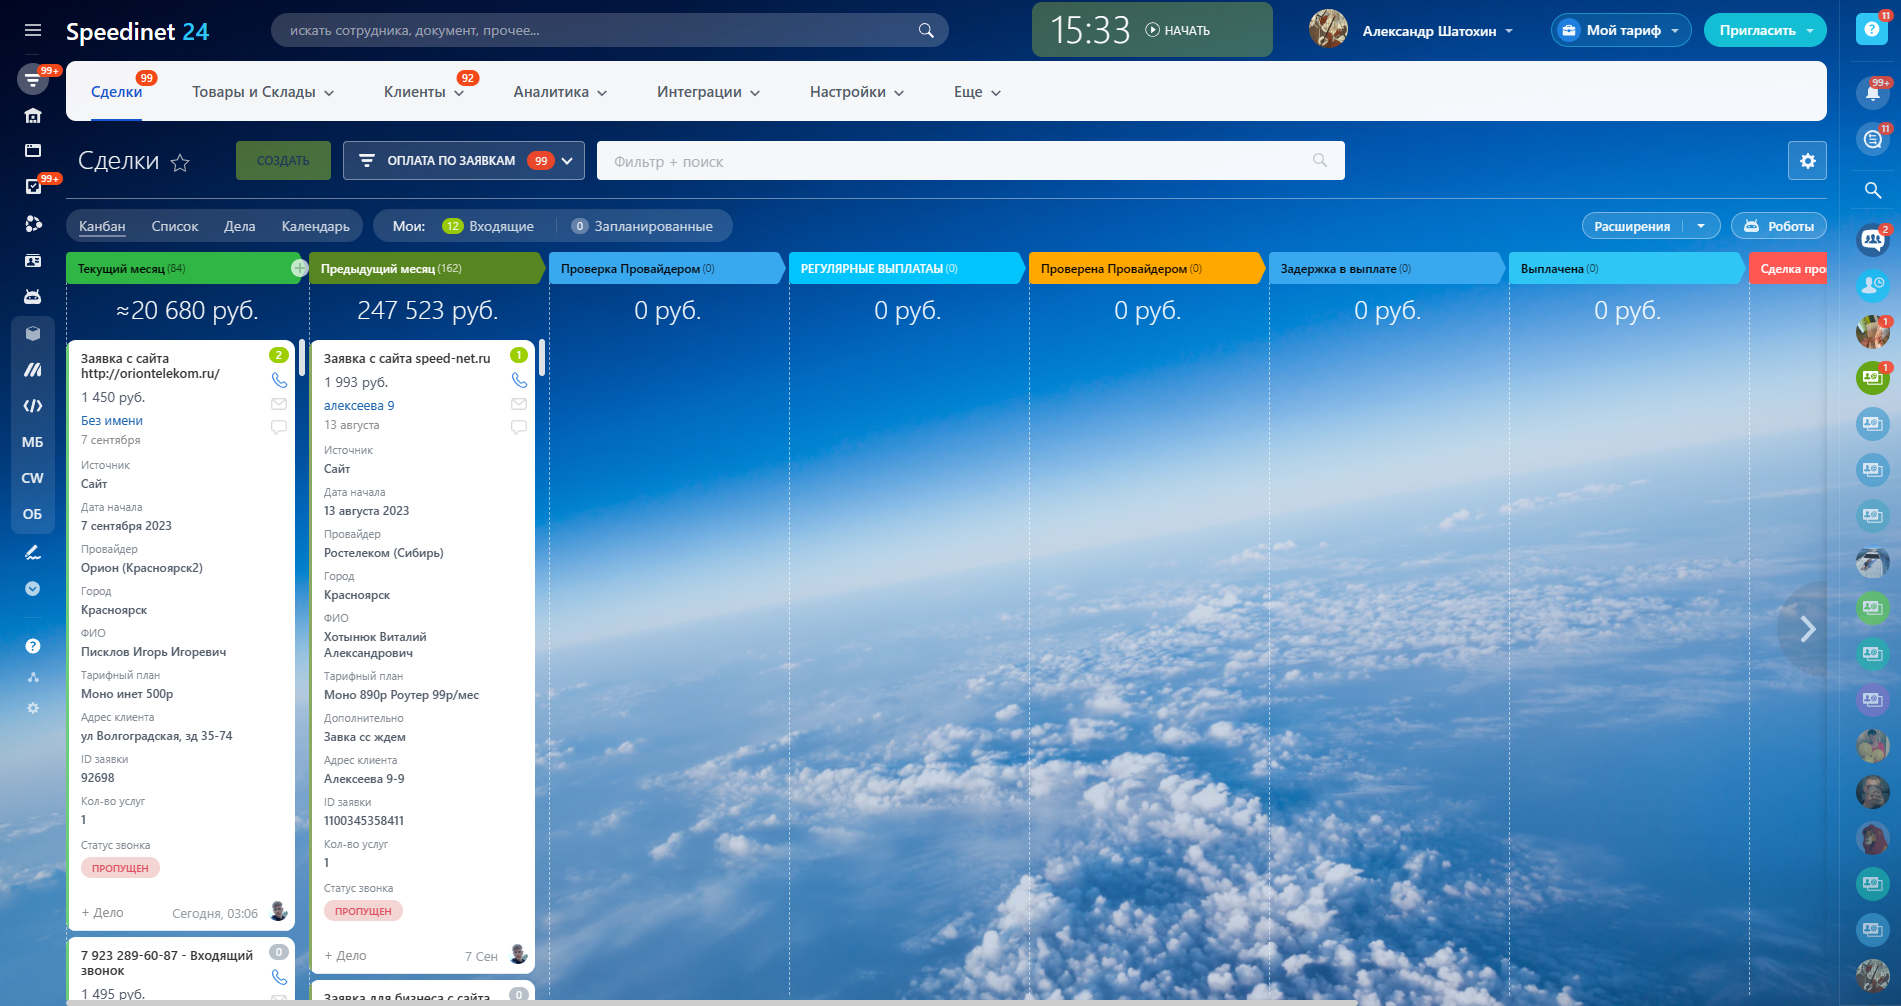 Speedinet 24
искать сотрудника, документ, прочее...
15:33
НАЧАТЬ
Александр Шатохин
Мой тариф
Пригласить
11
99+
Сделки
99
Товары и Склады
Клиенты
92
Аналитика
Интеграции
Настройки
Еще
99+
11
Сделки
СОЗДАТЬ
ОПЛАТА ПО ЗАЯВКАМ
99
Фильтр + поиск
99+
Канбан
Список
Дела
Календарь
Мои:
12
Входящие
0
Запланированные
Расширения
Роботы
2
Текущий месяц (84)
Предыдущий месяц (162)
Проверка Провайдером (0)
РЕГУЛЯРНЫЕ ВЫПЛАТАЫ (0)
Проверена Провайдером (0)
Задержка в выплате (0)
Выплачена (0)
Сделка про
≈20 680 руб.
247 523 руб.
0 руб.
0 руб.
0 руб.
0 руб.
0 руб.
1
1
МБ
CW
ОБ
Заявка с сайта
http://oriontelekom.ru/
2
1 450 руб.
Без имени
7 сентября
Источник
Сайт
Дата начала
7 сентября 2023
Провайдер
Орион (Красноярск2)
Город
Красноярск
ФИО
Писклов Игорь Игоревич
Тарифный план
Моно инет 500р
Адрес клиента
ул Волгоградская, зд 35-74
ID заявки
92698
Кол-во услуг
1
Статус звонка
ПРОПУЩЕН
+ Дело
Сегодня, 03:06
7 923 289-60-87 - Входящий
звонок
0
1 495 руб.
Заявка с сайта speed-net.ru
1
1 993 руб.
алексеева 9
13 августа
Источник
Сайт
Дата начала
13 августа 2023
Провайдер
Ростелеком (Сибирь)
Город
Красноярск
ФИО
Хотынюк Виталий
Александрович
Тарифный план
Моно 890р Роутер 99р/мес
Дополнительно
Завка сс ждем
Адрес клиента
Алексеева 9-9
ID заявки
1100345358411
Кол-во услуг
1
Статус звонка
ПРОПУЩЕН
+ Дело
7 Сен
Заявка для бизнеса с сайта
0